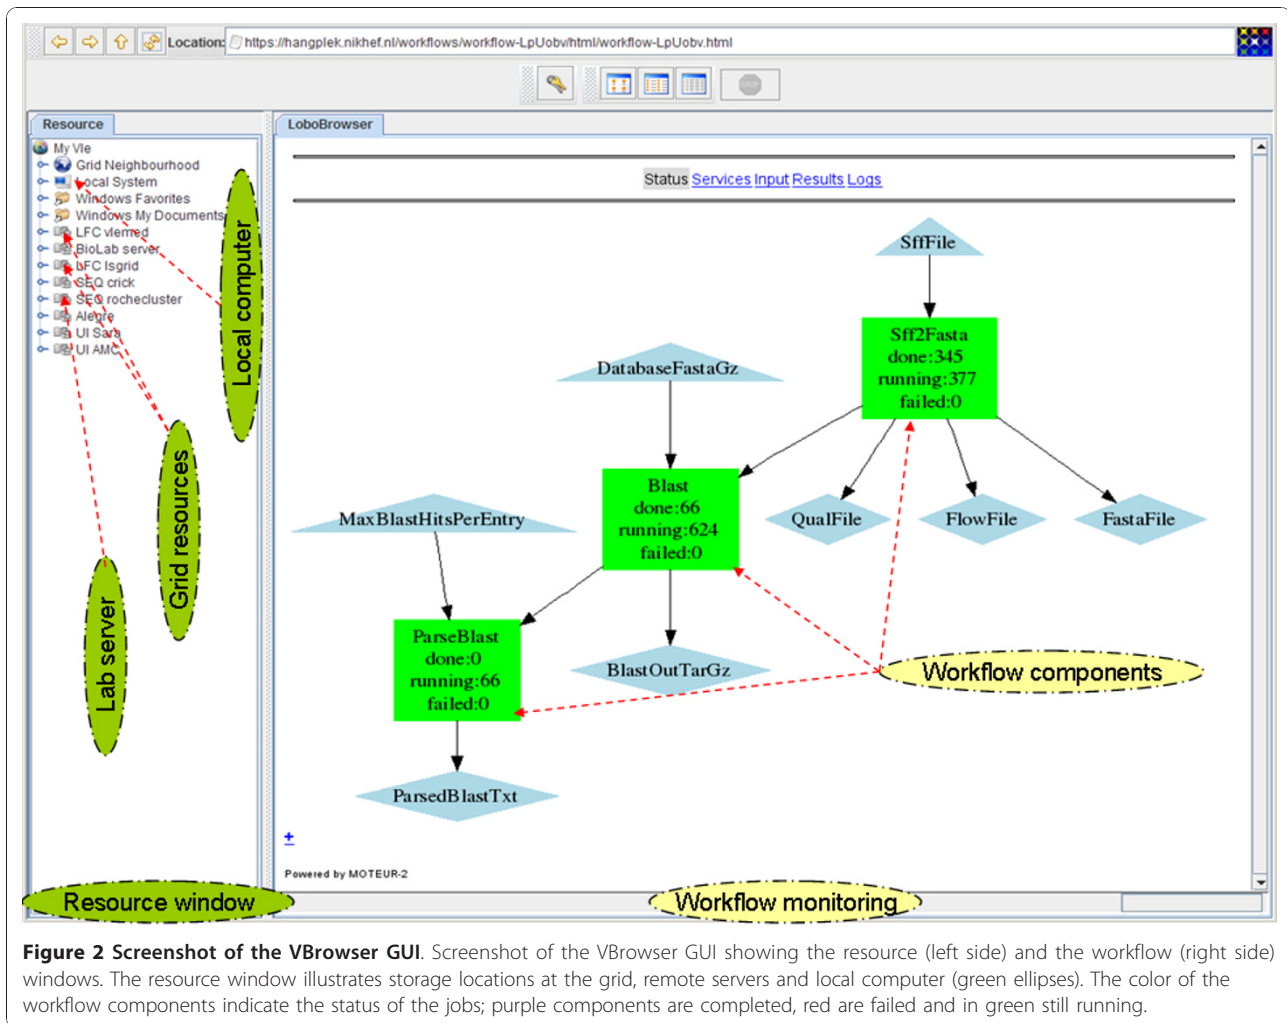 Location: https://hangplek.nikhef.nl/workflows/workflow-LpUobv/html/workflow-LpUobv.html
Resource
My Vle
Grid Neighbourhood
Local System
Windows Favorites
Windows My Documents
LFC vlemed
BioLab server
LFC lsgrid
SEQ crick
SEQ rochecluster
Alegre
UI Sara
UI AMC
Local computer
Grid resources
Lab server
Resource window
LoboBrowser
Status Services Input Results Logs
SffFile
Sff2Fasta
done:345
running:377
failed:0
DatabaseFastaGz
Blast
done:66
running:624
failed:0
QualFile
FlowFile
FastaFile
MaxBlastHitsPerEntry
ParseBlast
done:0
running:66
failed:0
BlastOutTarGz
Workflow components
ParsedBlastTxt
+
Powered by MOTEUR-2
Workflow monitoring
Figure 2 Screenshot of the VBrowser GUI. Screenshot of the VBrowser GUI showing the resource (left side) and the workflow (right side)
windows. The resource window illustrates storage locations at the grid, remote servers and local computer (green ellipses). The color of the
workflow components indicate the status of the jobs; purple components are completed, red are failed and in green still running.